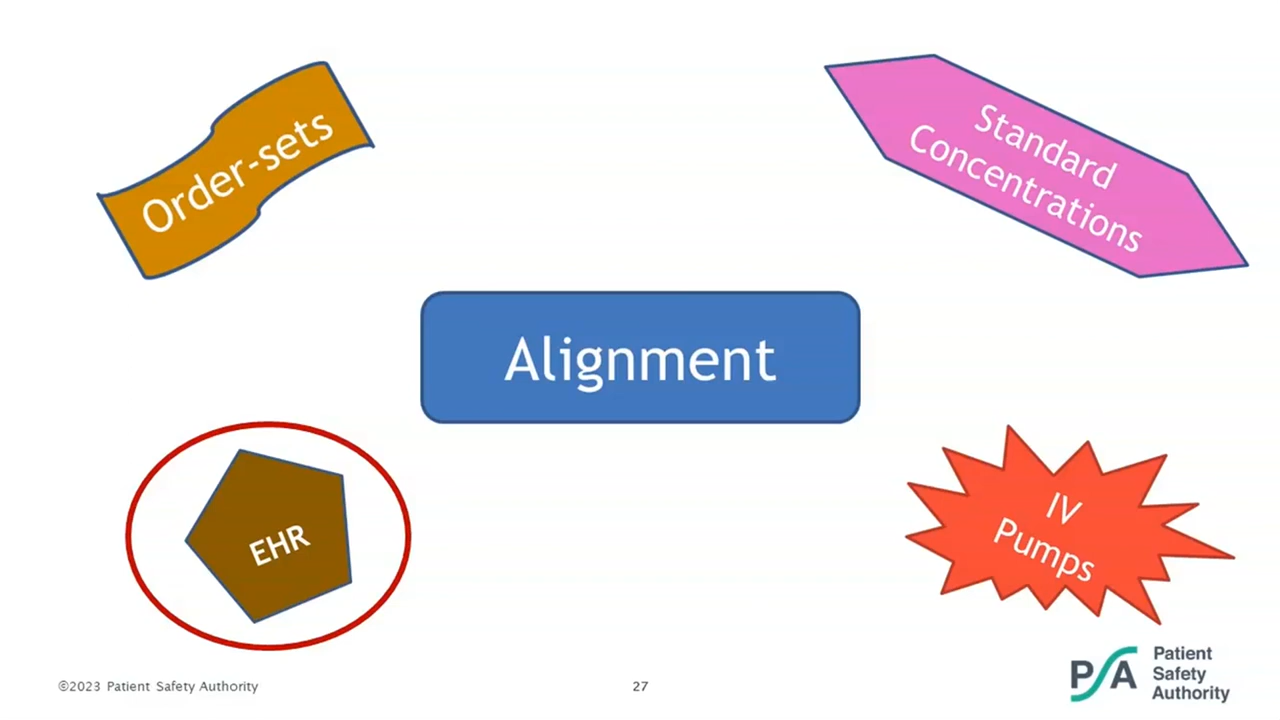 Order-sets
Standard
Concentrations
Alignment
EHR
IV
Pumps
©2023 Patient Safety Authority
27
PSA
Patient
Safety
Authority